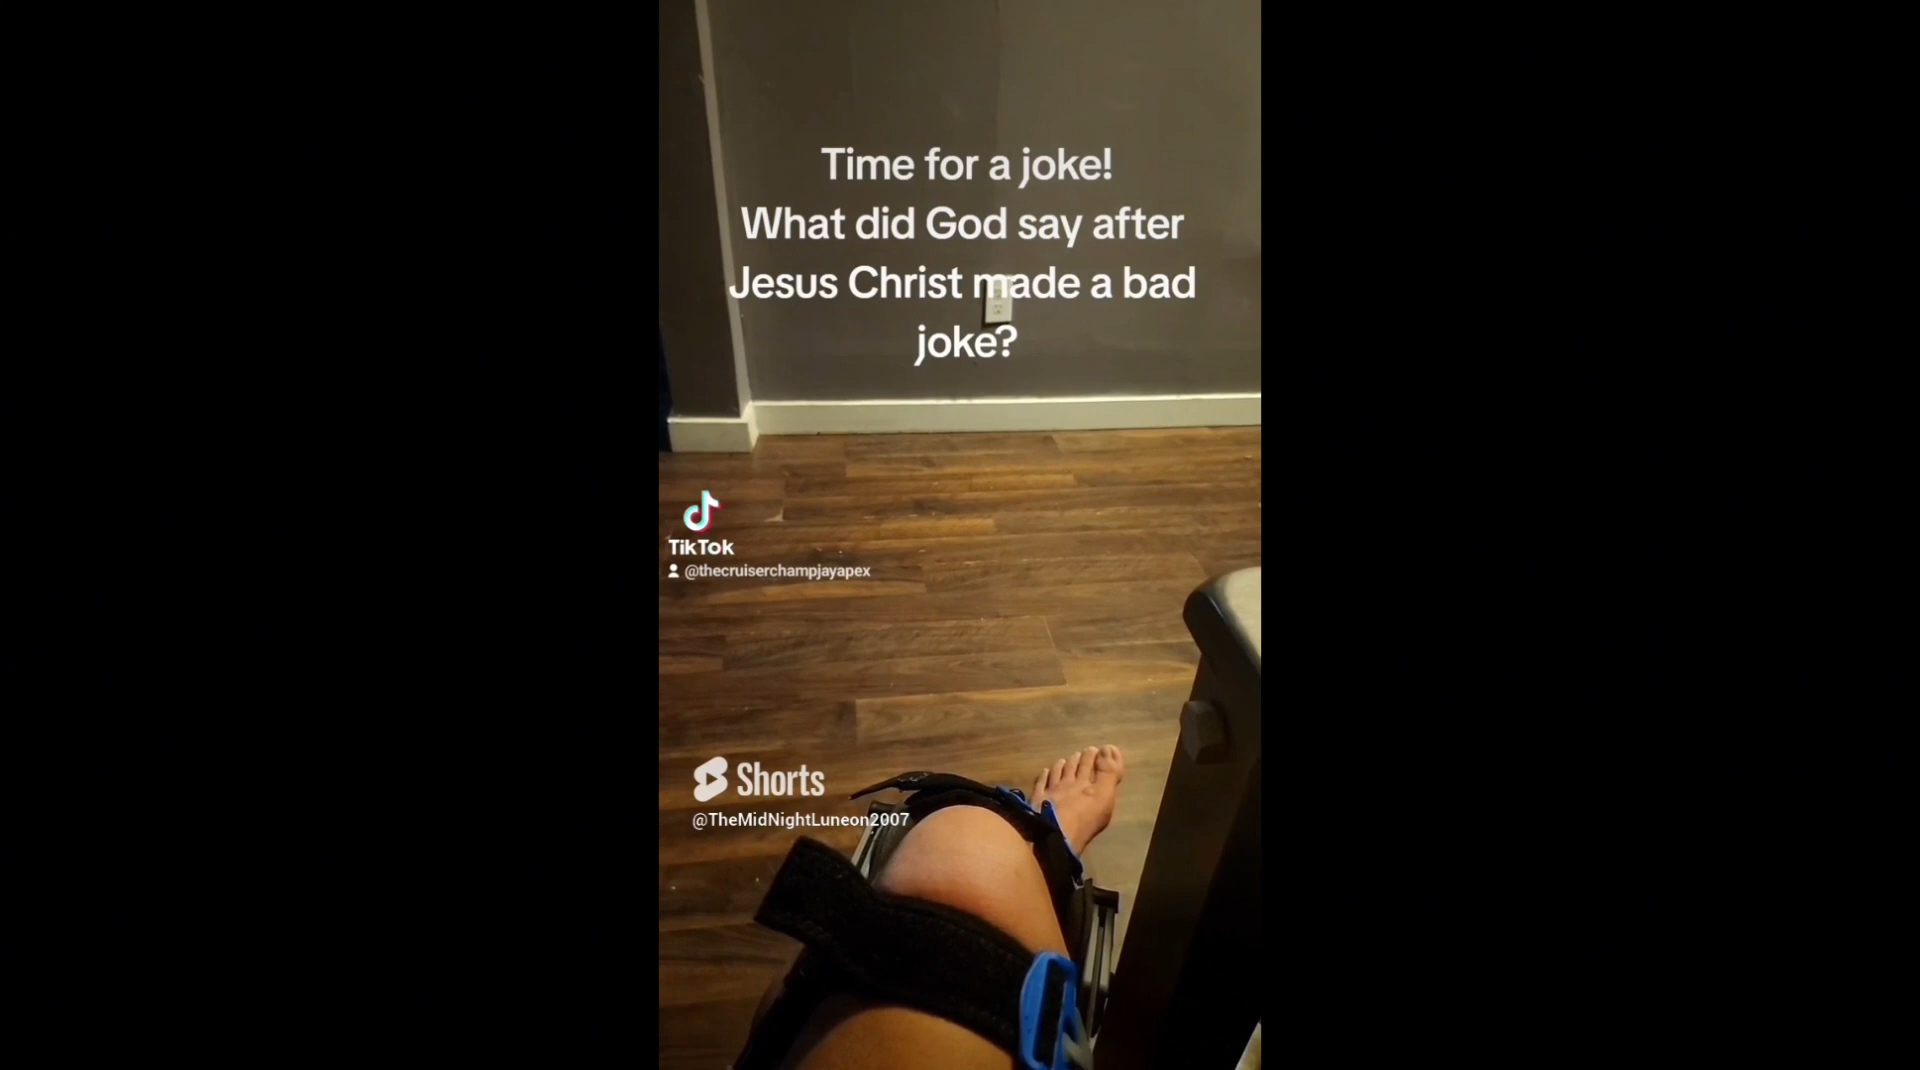 Time for a joke!
What did God say after
Jesus Christ made a bad
joke?
TikTok
@thecruiserchampjayapex
Shorts
@TheMidNightLuneon2007